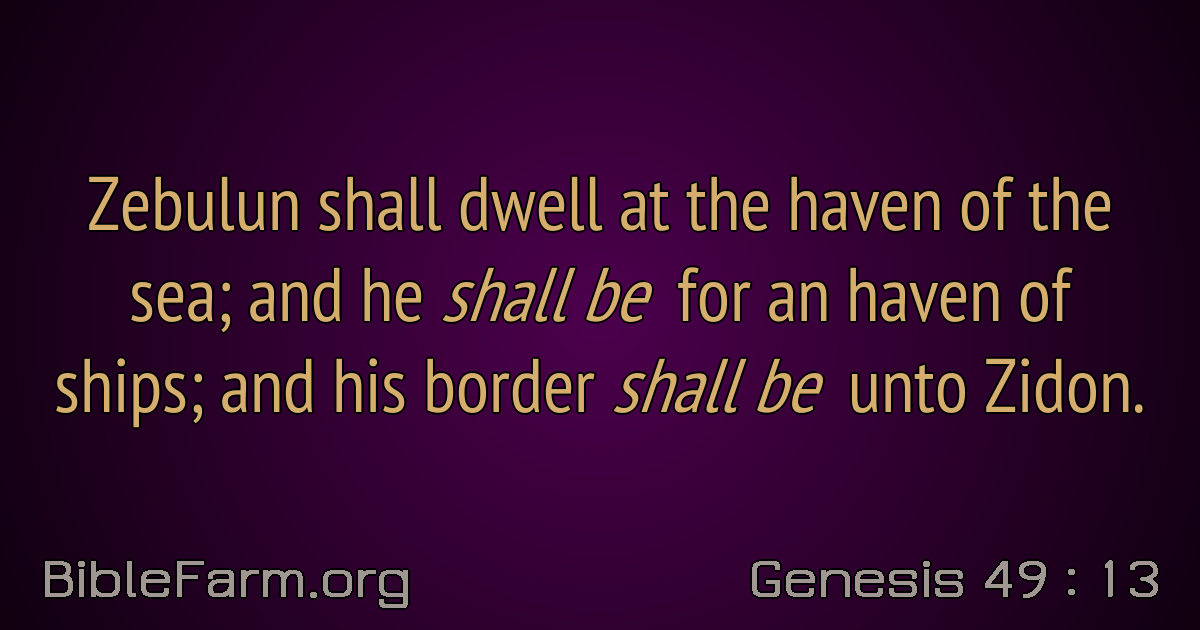 Zebulun shall dwell at the haven of the
sea; and he shall be for an haven of
ships; and his border shall be unto Zidon.
BibleFarm.org
Genesis 49 : 13